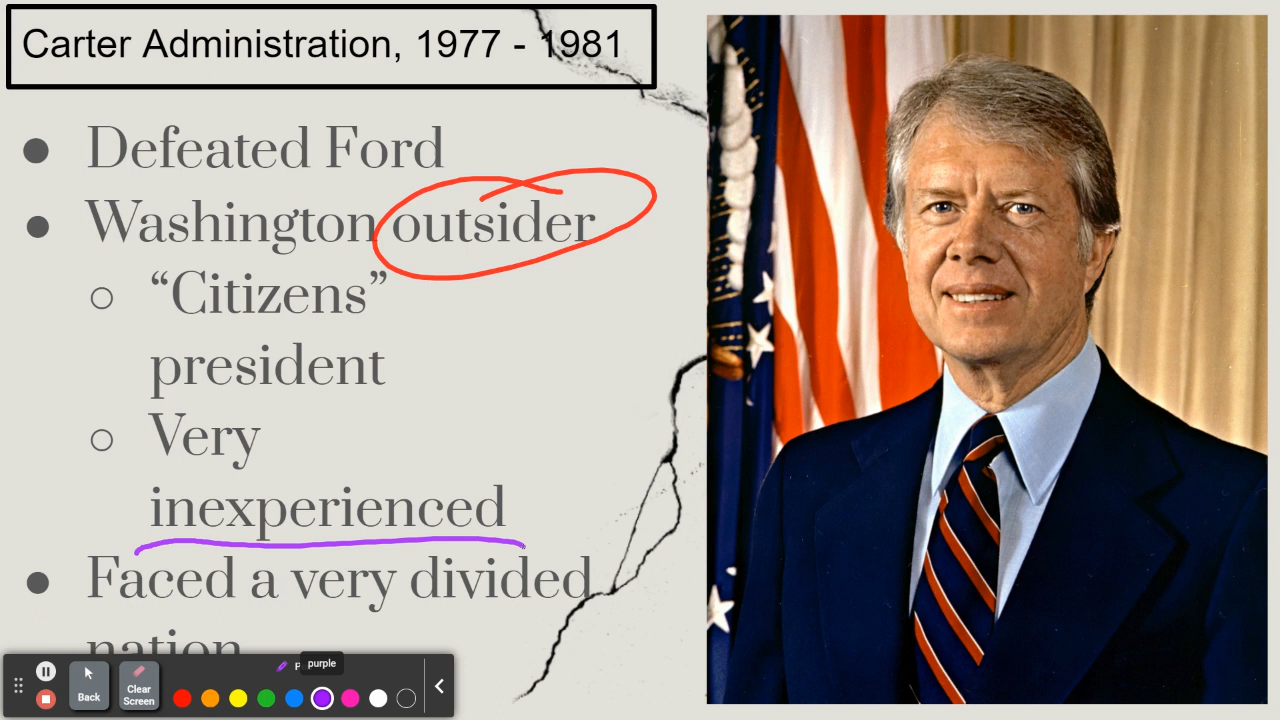 Carter Administration, 1977 - 1981
● Defeated Ford
● Washington outsider
○ “Citizens”
president
○ Very
inexperienced
● Faced a very divided
nation
purple
Back
Clear
Screen